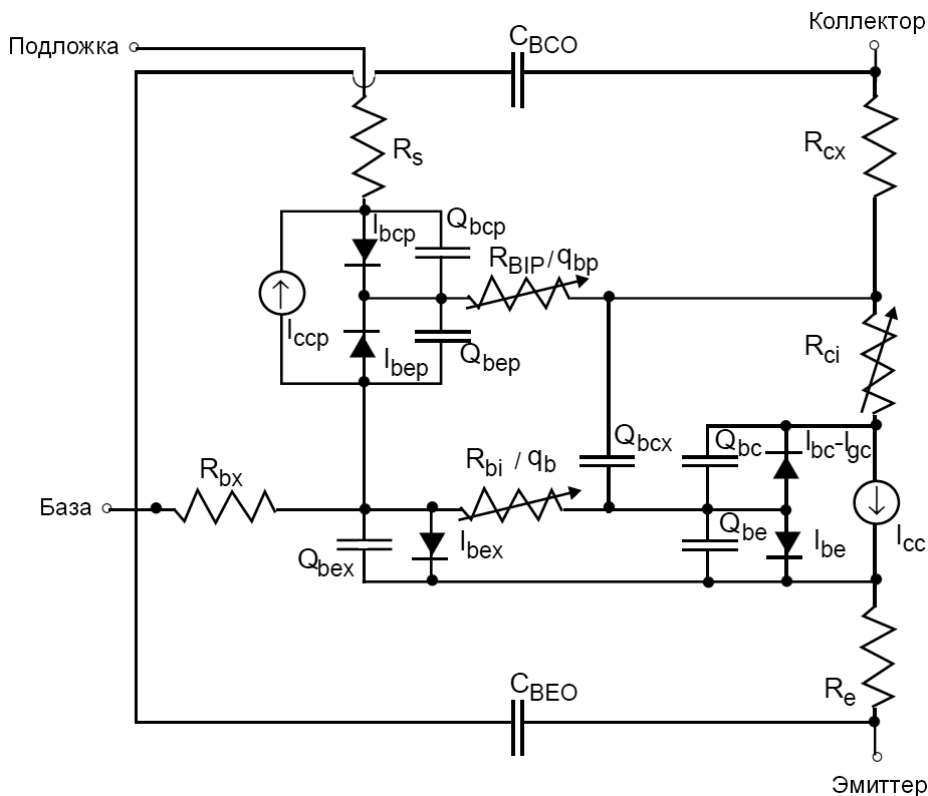 Коллектор
Подложка
C_BCO
R_s
R_cx
I_bcp
Q_bcp
R_BIP / q_bp
I_ccp
I_bep
Q_bep
R_ci
Q_bcx
Q_bc
I_bc-I_gc
R_bx
R_bi / q_b
База
Q_bex
I_bex
Q_be
I_be
I_cc
C_BEO
R_e
Эмиттер